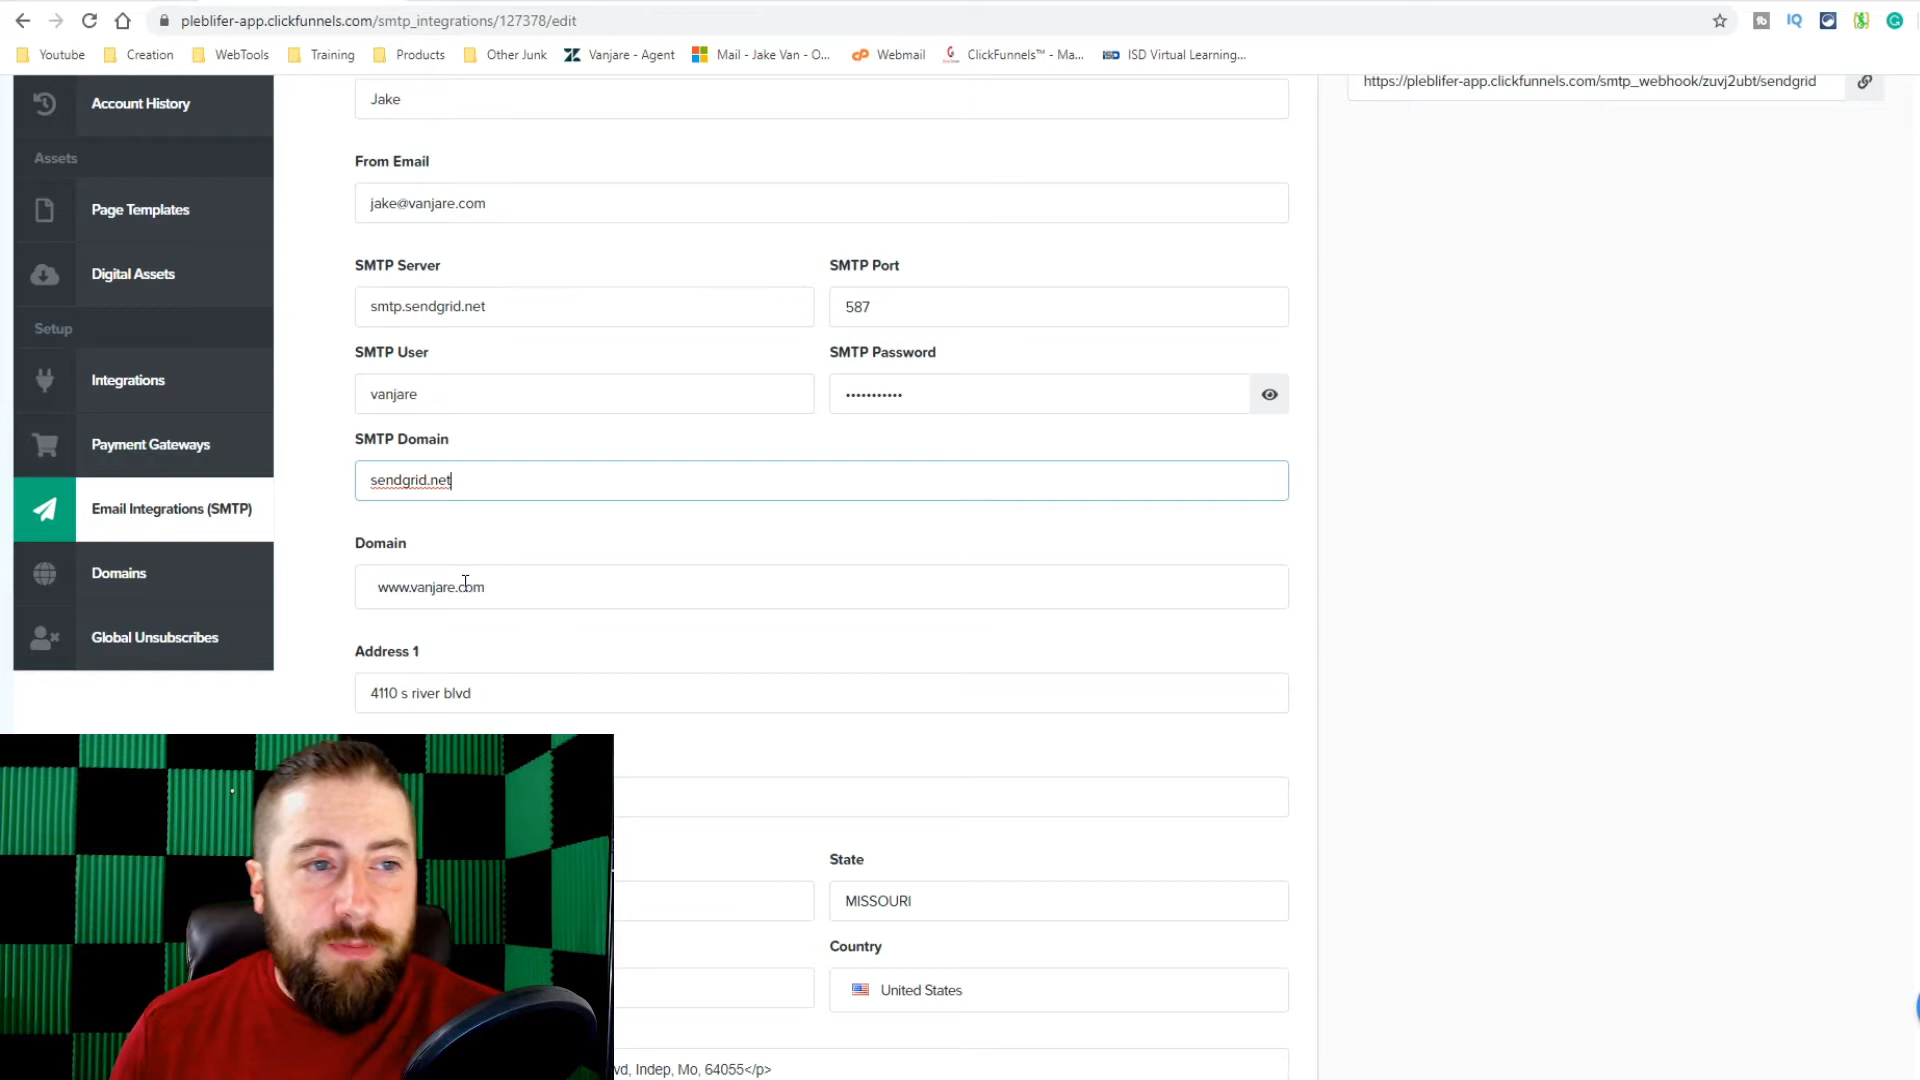 pleblifer-app.clickfunnels.com/smtp_integrations/127378/edit
Youtube Creation WebTools Training Products Other Junk Vanjare - Agent Mail - Jake Van - O... Webmail ClickFunnels™ - Ma... ISD Virtual Learning...
Account History
Assets
Page Templates
Digital Assets
Setup
Integrations
Payment Gateways
Email Integrations (SMTP)
Domains
Global Unsubscribes
Jake
From Email
jake@vanjare.com
SMTP Server SMTP Port
smtp.sendgrid.net 587
SMTP User SMTP Password
vanjare •••••••••••
SMTP Domain
sendgrid.net
Domain
www.vanjare.com
Address 1
4110 s river blvd
State
MISSOURI
Country
United States
vd, Indep, Mo, 64055</p>
https://pleblifer-app.clickfunnels.com/smtp_webhook/zuvj2ubt/sendgrid